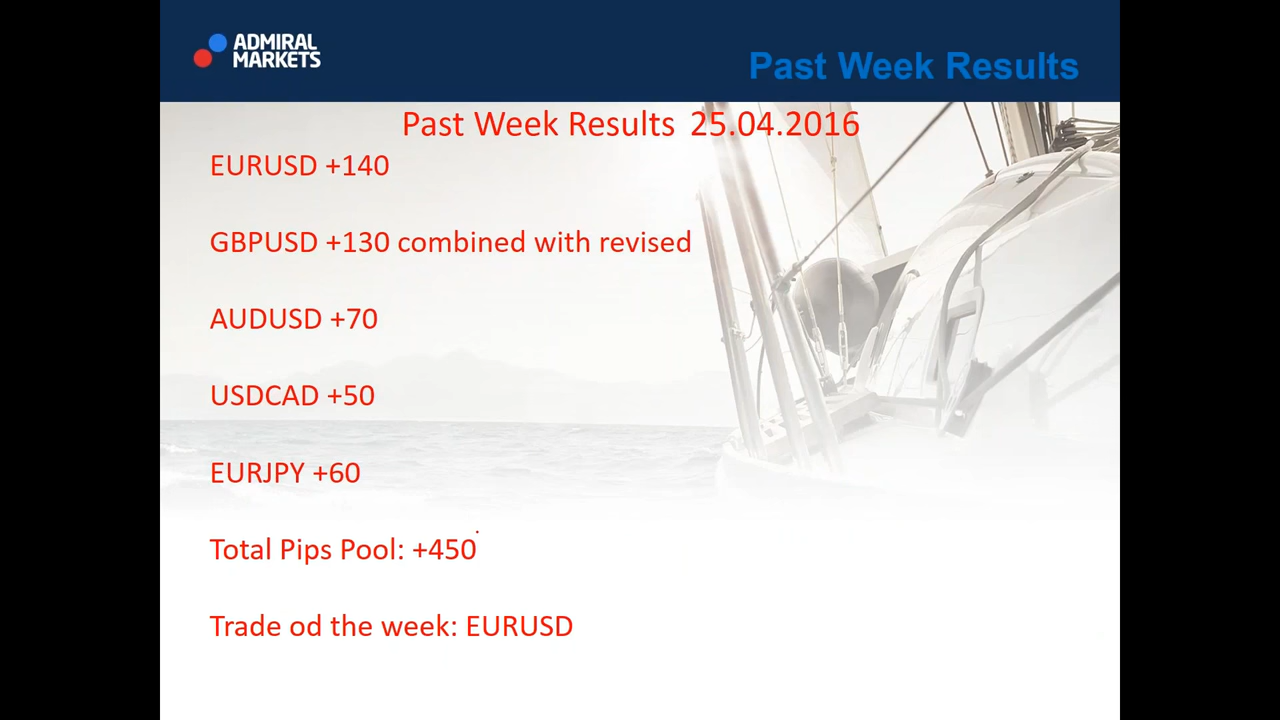 ADMIRAL
MARKETS
Past Week Results
Past Week Results 25.04.2016
EURUSD +140
GBPUSD +130 combined with revised
AUDUSD +70
USDCAD +50
EURJPY +60
Total Pips Pool: +450
Trade od the week: EURUSD